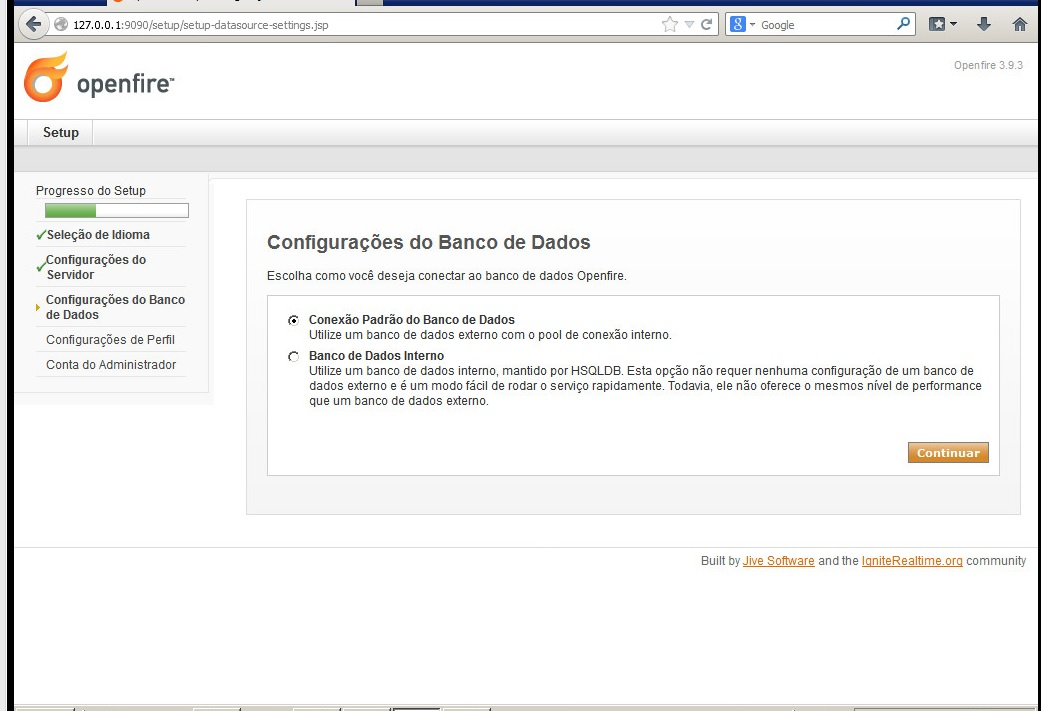 127.0.0.1:9090/setup/setup-datasource-settings.jsp
Google
openfire™
Openfire 3.9.3
Setup
Progresso do Setup
Seleção de Idioma
Configurações do
Servidor
Configurações do Banco
de Dados
Configurações de Perfil
Conta do Administrador
Configurações do Banco de Dados
Escolha como você deseja conectar ao banco de dados Openfire.
Conexão Padrão do Banco de Dados
Utilize um banco de dados externo com o pool de conexão interno.
Banco de Dados Interno
Utilize um banco de dados interno, mantido por HSQLDB. Esta opção não requer nenhuma configuração de um banco de
dados externo e é um modo fácil de rodar o serviço rapidamente. Todavia, ele não oferece o mesmos nível de performance
que um banco de dados externo.
Continuar
Built by Jive Software and the IgniteRealtime.org community